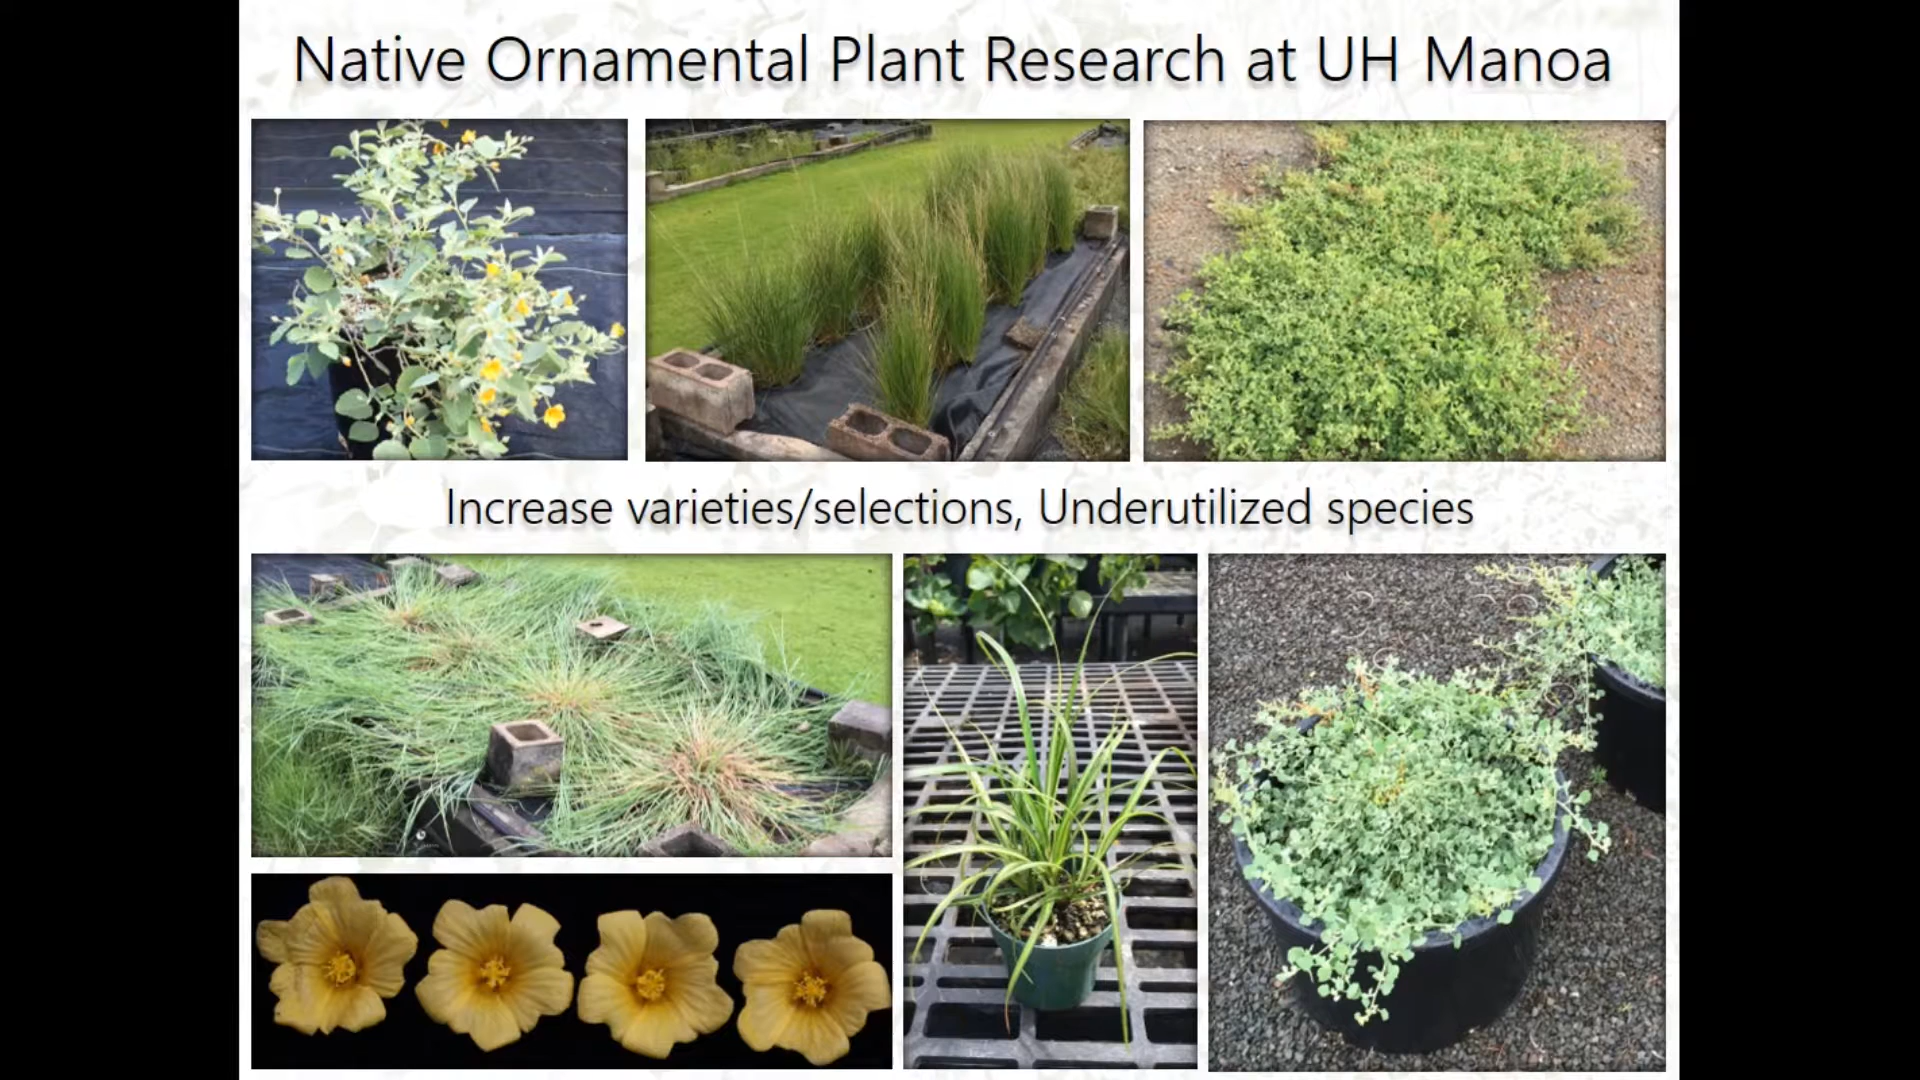 Native Ornamental Plant Research at UH Manoa
Increase varieties/selections, Underutilized species